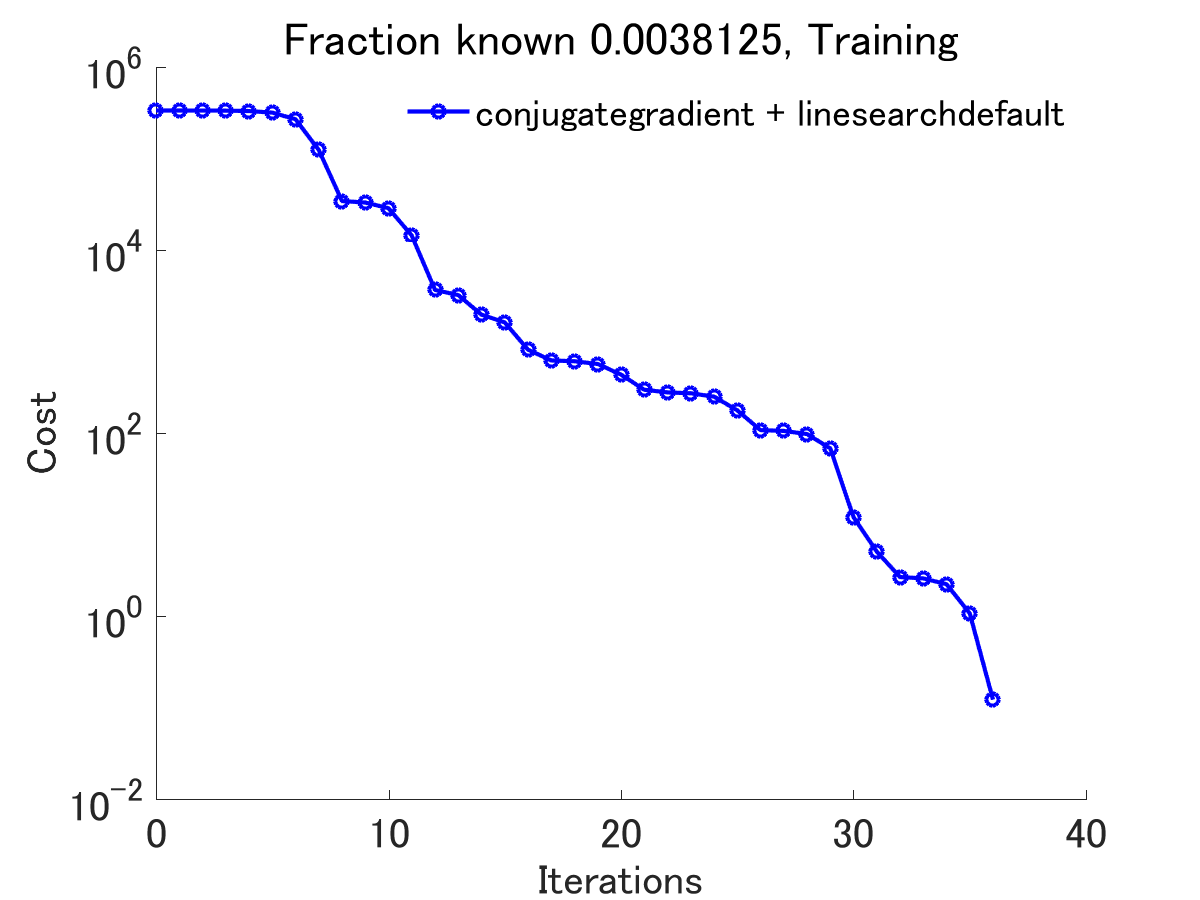 Fraction known 0.0038125, Training
conjugategradient + linesearchdefault
10^6
10^4
10^2
10^0
10^-2
Cost
0 10 20 30 40
Iterations